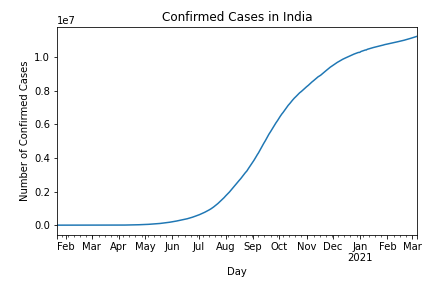 Confirmed Cases in India
1e7
1.0
0.8
0.6
0.4
0.2
0.0
Number of Confirmed Cases
Feb Mar Apr May Jun Jul Aug Sep Oct Nov Dec Jan Feb Mar
2021
Day